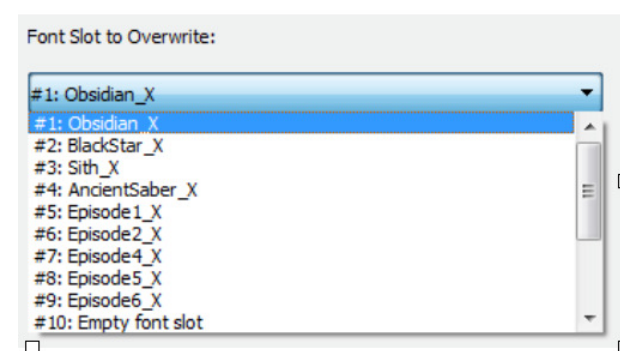 Font Slot to Overwrite:
#1: Obsidian_X
#1: Obsidian_X
#2: BlackStar_X
#3: Sith_X
#4: AncientSaber_X
#5: Episode1_X
#6: Episode2_X
#7: Episode4_X
#8: Episode5_X
#9: Episode6_X
#10: Empty font slot